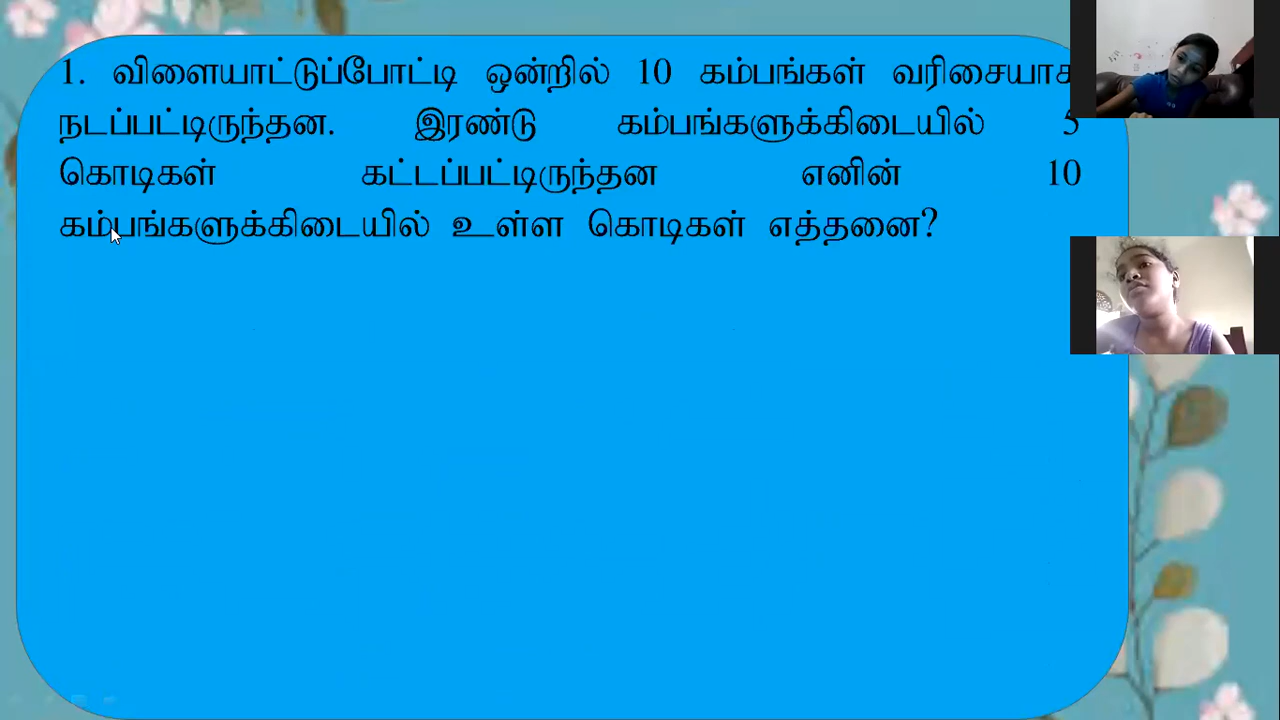 1. விளையாட்டுப்போட்டி ஒன்றில் 10 கம்பங்கள் வரிசையாக
நடப்பட்டிருந்தன. இரண்டு கம்பங்களுக்கிடையில் 5
கொடிகள் கட்டப்பட்டிருந்தன எனின் 10
கம்பங்களுக்கிடையில் உள்ள கொடிகள் எத்தனை?